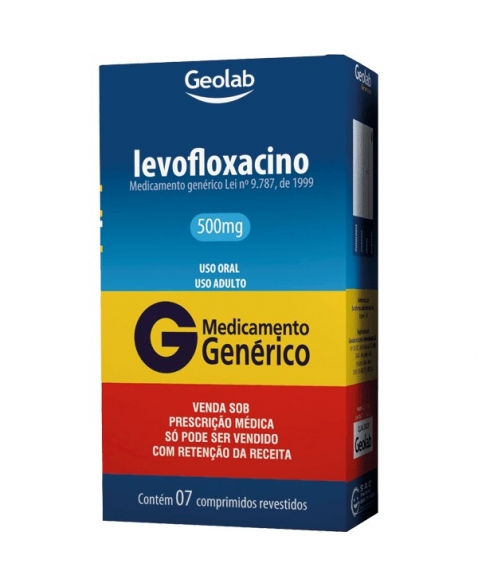 Geolab
levofloxacino
Medicamento genérico Lei nº 9.787, de 1999
500mg
USO ORAL
USO ADULTO
G Medicamento
Genérico
VENDA SOB
PRESCRIÇÃO MÉDICA
SÓ PODE SER VENDIDO
COM RETENÇÃO DA RECEITA
Contém 07 comprimidos revestidos
Geolab